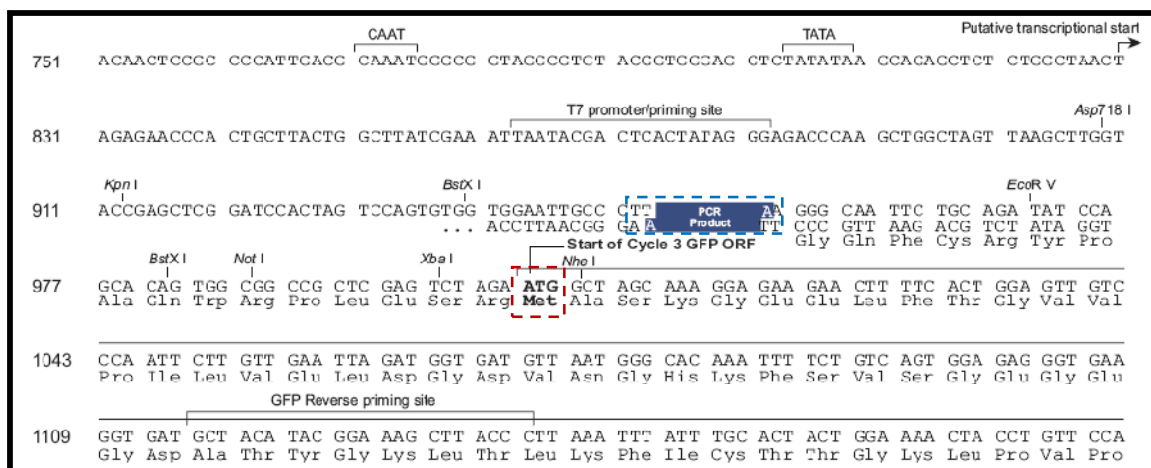 CAAT TATA Putative transcriptional start
751 ACAACTCCCC CCCATTCACC CAAATCCCCC CTACCCCTCT ACCCTCCCAC CTCTATATAA CCACACCTCT CTCCCTAACT
T7 promoter/priming site Asp718 I
831 AGAGAACCCA CTGCTTACTG GCTTATCGAA ATTAATACGA CTCACTATAGG GAGACCCAAG CTGGCTAGTT TAAGCTTGGT
Kpn I BstX I EcoR V
911 ACCGAGCTCG GATCCACTAG TCCAGTGTGG TGGAATTGCC CTT PCR Product AA GGG CAA TTC TGC AGA TAT CCA
... ACCTTAACGG GAA TT CCC GTT AAG ACG TCT ATA GGT
Gly Gln Phe Cys Arg Tyr Pro
Start of Cycle 3 GFP ORF
BstX I Not I Xba I Nhe I
977 GCA CAG TGG CGG CCG CTC GAG TCT AGA ATG GCT AGC AAA GGA GAA GAA CTT TTC ACT GGA GTT GTC
Ala Gln Trp Arg Pro Leu Glu Ser Arg Met Ala Ser Lys Gly Glu Glu Leu Phe Thr Gly Val Val
1043 CCA ATT CTT GTT GAA TTA GAT GGT GAT GTT AAT GGG CAC AAA TTT TCT GTC AGT GGA GAG GGT GAA
Pro Ile Leu Val Glu Leu Asp Gly Asp Val Asn Gly His Lys Phe Ser Val Ser Gly Glu Gly Glu
GFP Reverse priming site
1109 GGT GAT GCT ACA TAC GGA AAG CTT ACC CTT AAA TTT ATT TGC ACT ACT GGA AAA CTA CCT GTT CCA
Gly Asp Ala Thr Tyr Gly Lys Leu Thr Leu Lys Phe Ile Cys Thr Thr Gly Lys Leu Pro Val Pro